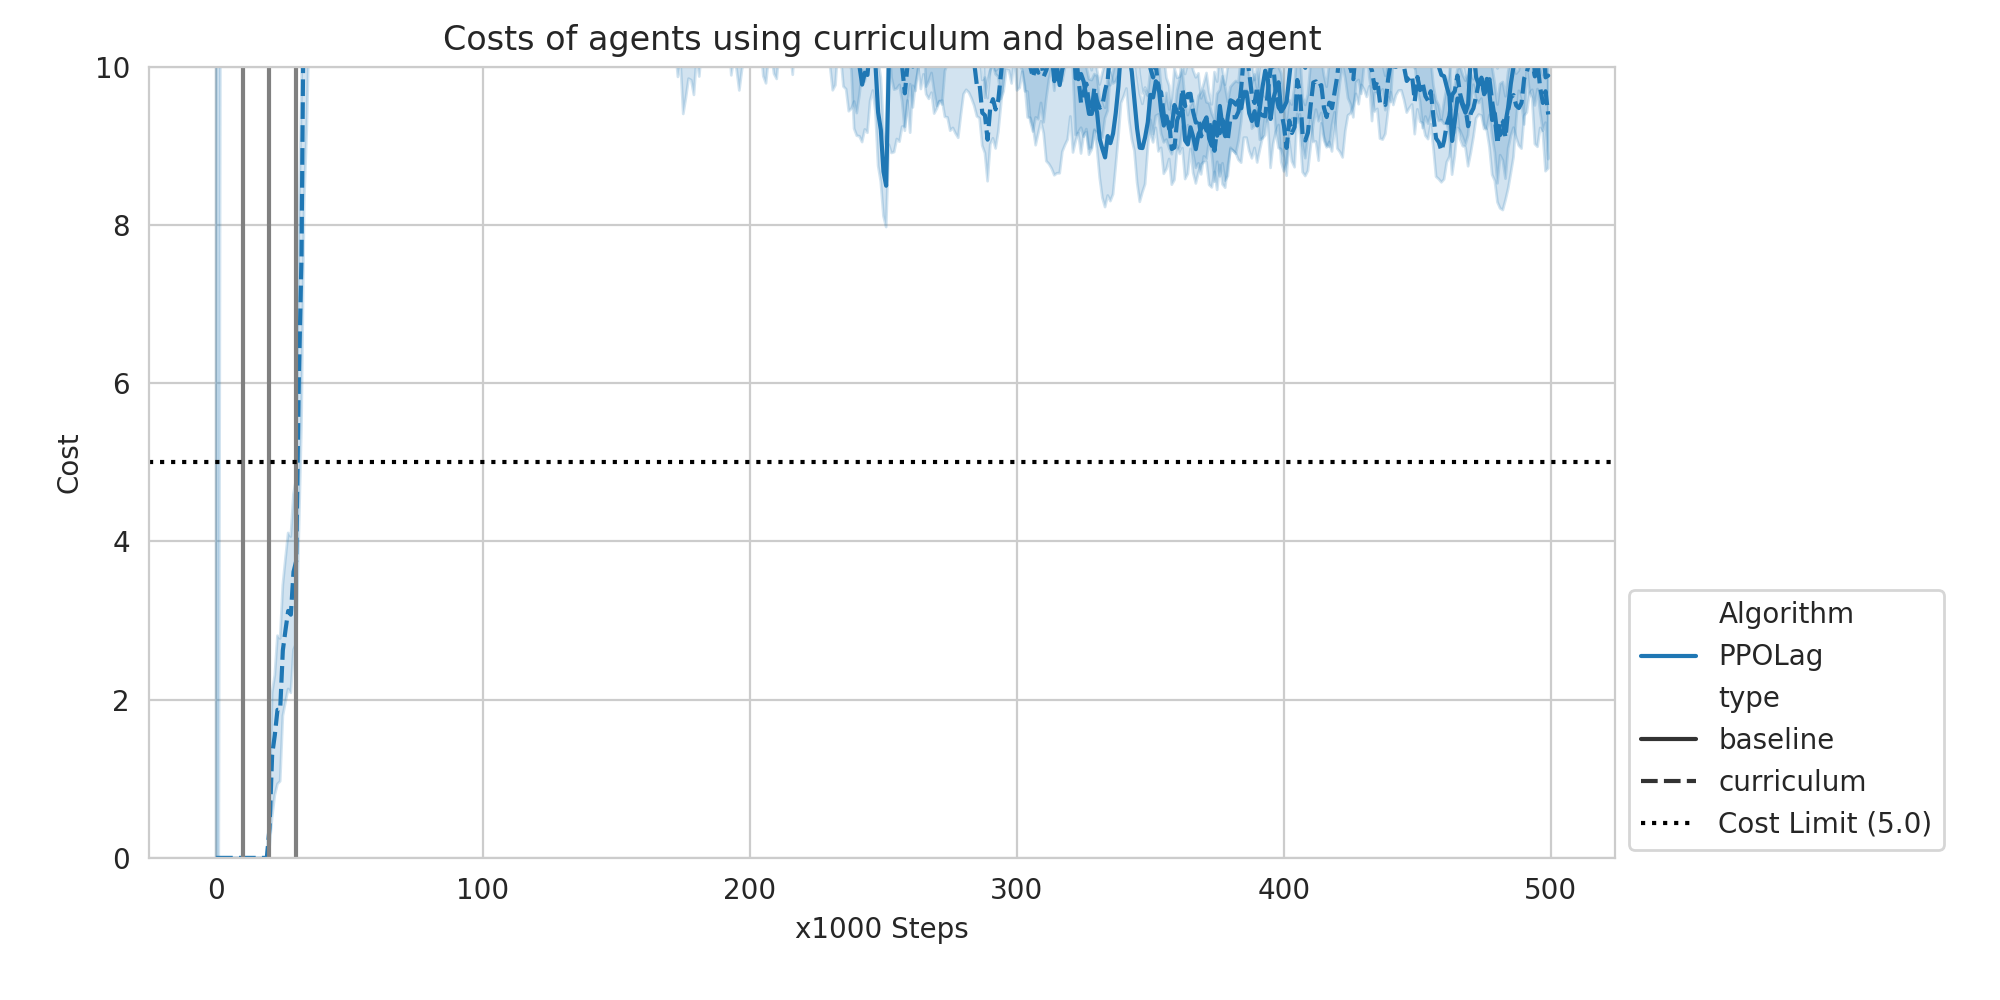 Costs of agents using curriculum and baseline agent
10
8
6
4
2
0
Cost
0 100 200 300 400 500
x1000 Steps
Algorithm
PPOLag
type
baseline
curriculum
Cost Limit (5.0)